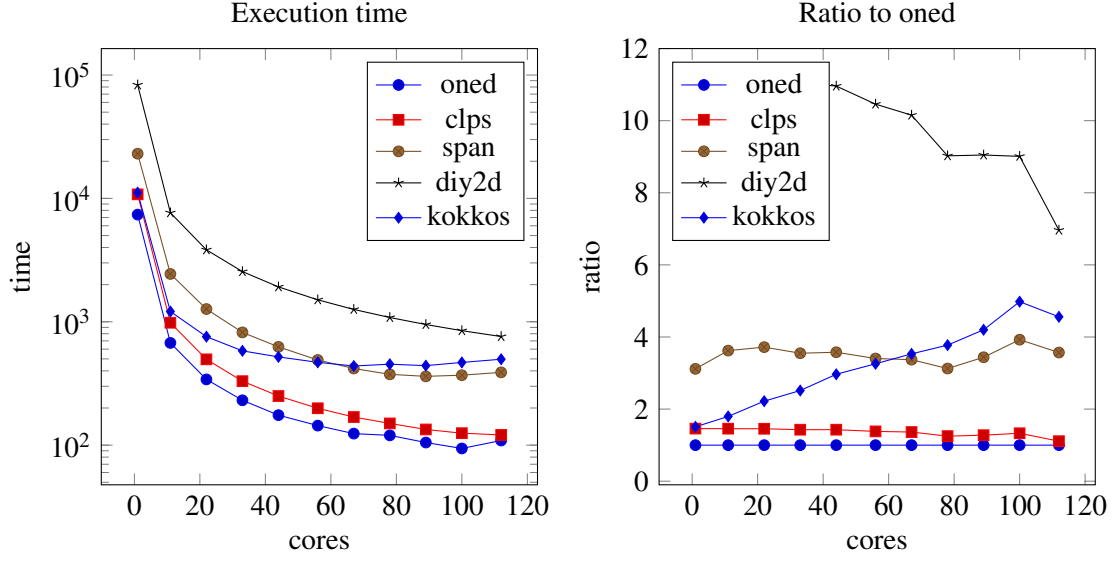 Execution time
10^5
10^4
10^3
10^2
time
0 20 40 60 80 100 120
cores
oned
clps
span
diy2d
kokkos
Ratio to oned
12
10
8
6
4
2
0
ratio
0 20 40 60 80 100 120
cores
oned
clps
span
diy2d
kokkos